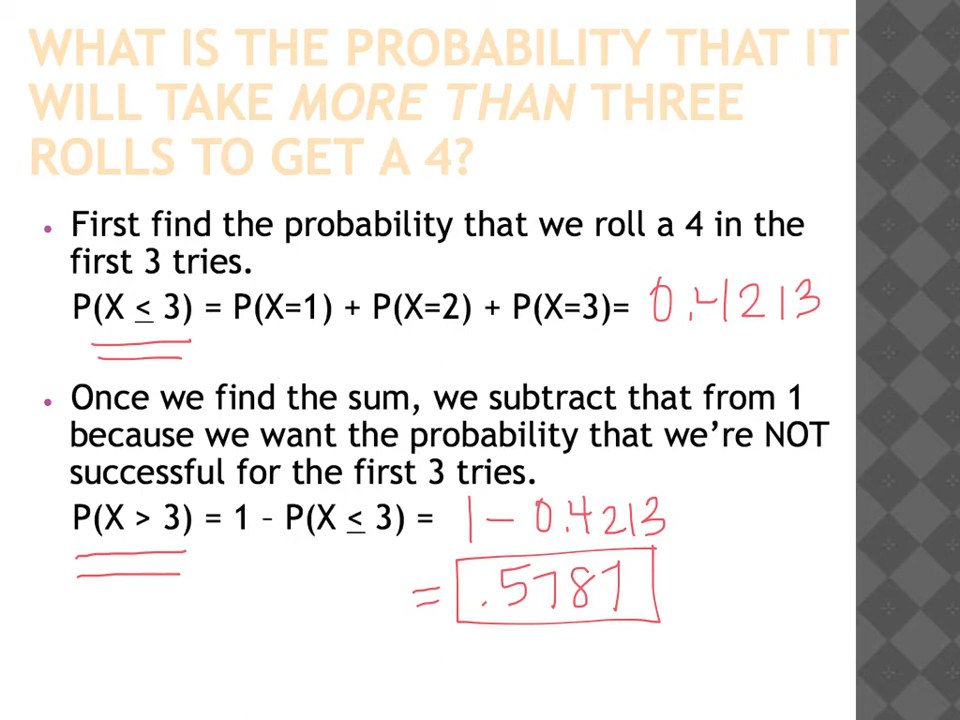 WHAT IS THE PROBABILITY THAT IT
WILL TAKE MORE THAN THREE
ROLLS TO GET A 4?
• First find the probability that we roll a 4 in the
first 3 tries.
P(X ≤ 3) = P(X=1) + P(X=2) + P(X=3)= 0.4213
• Once we find the sum, we subtract that from 1
because we want the probability that we’re NOT
successful for the first 3 tries.
P(X > 3) = 1 – P(X ≤ 3) = 1 - 0.4213
= .5787